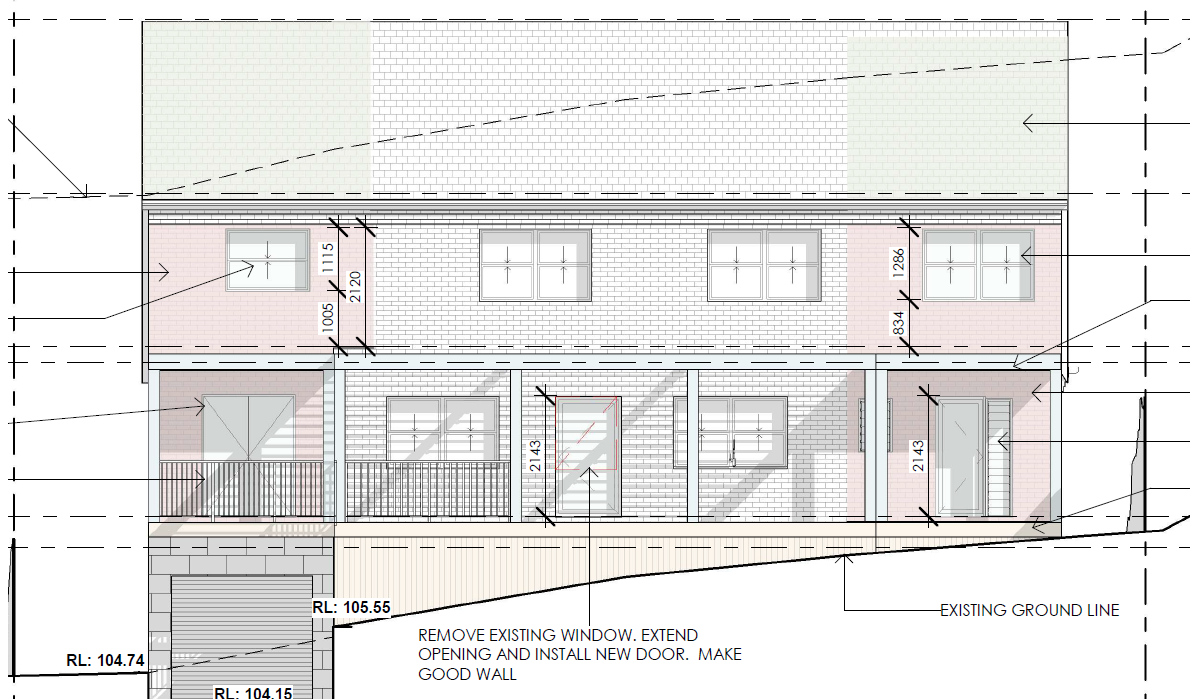 1115
2120
1005
1286
834
2143
2143
RL: 105.55
EXISTING GROUND LINE
REMOVE EXISTING WINDOW. EXTEND
OPENING AND INSTALL NEW DOOR.  MAKE
GOOD WALL
RL: 104.74
RL: 104.15